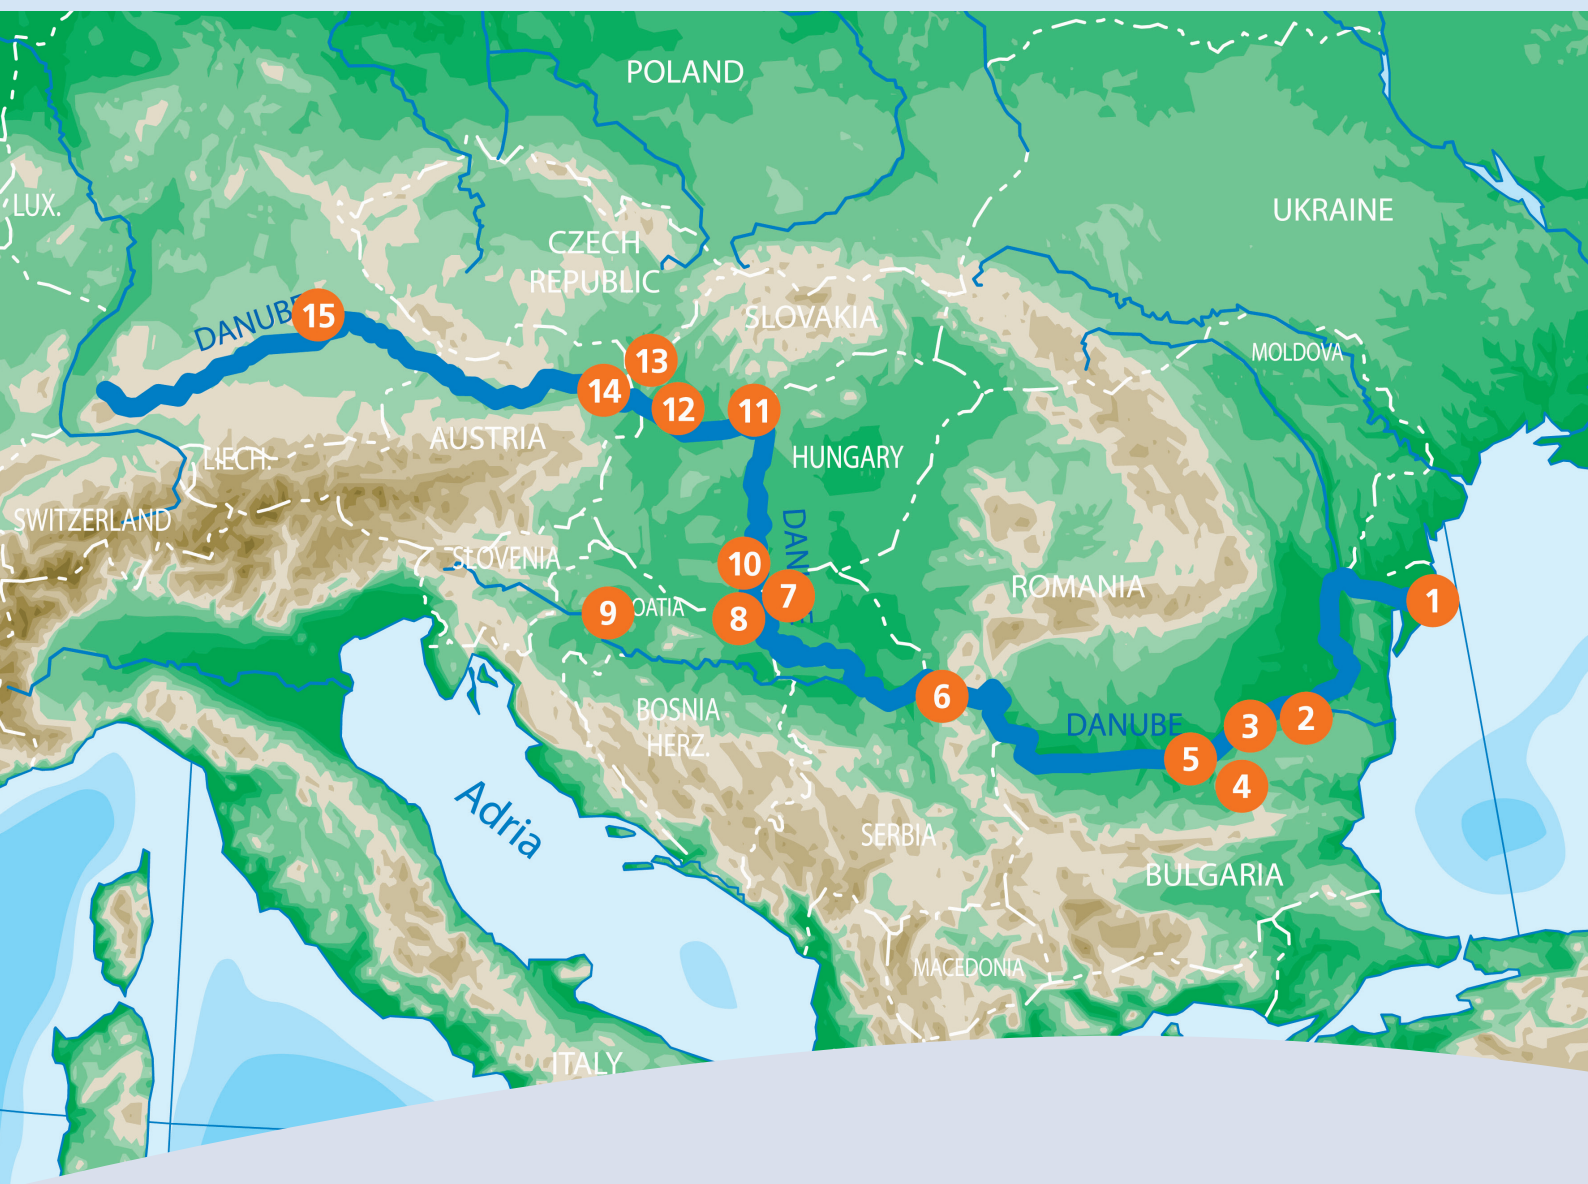 POLAND
LUX.
UKRAINE
CZECH
REPUBLIC
DANUBE
15
SLOVAKIA
MOLDOVA
13
14
12
11
AUSTRIA
LIECH.
HUNGARY
SWITZERLAND
DAN
E
SLOVENIA
10
ROMANIA
7
9
OATIA
8
1
6
BOSNIA
HERZ.
DANUBE
3
2
5
4
Adria
SERBIA
BULGARIA
MACEDONIA
ITALY